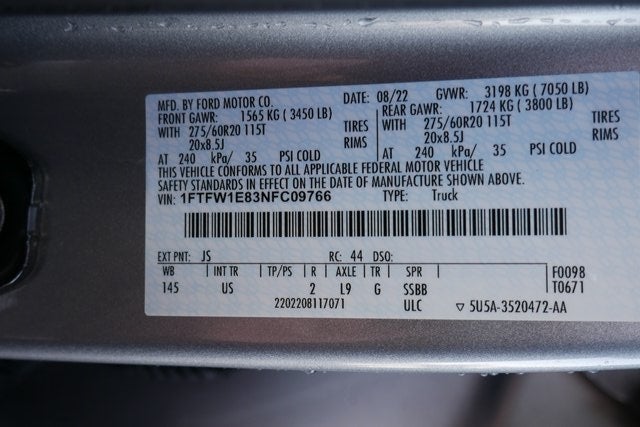 MFD. BY FORD MOTOR CO. DATE: 08/22 GVWR: 3198 KG ( 7050 LB)
FRONT GAWR: 1565 KG ( 3450 LB) REAR GAWR: 1724 KG ( 3800 LB)
WITH 275/60R20 115T TIRES WITH 275/60R20 115T TIRES
20x8.5J RIMS 20x8.5J RIMS
AT 240 kPa/ 35 PSI COLD AT 240 kPa/ 35 PSI COLD
THIS VEHICLE CONFORMS TO ALL APPLICABLE FEDERAL MOTOR VEHICLE
SAFETY STANDARDS IN EFFECT ON THE DATE OF MANUFACTURE SHOWN ABOVE.
VIN: 1FTFW1E83NFC09766 TYPE: Truck
EXT PNT: JS RC: 44 DSO:
WB INT TR TP/PS R AXLE TR SPR F0098
145 US 2 L9 G SSBB T0671
2202208117071 ULC ▽ 5U5A-3520472-AA